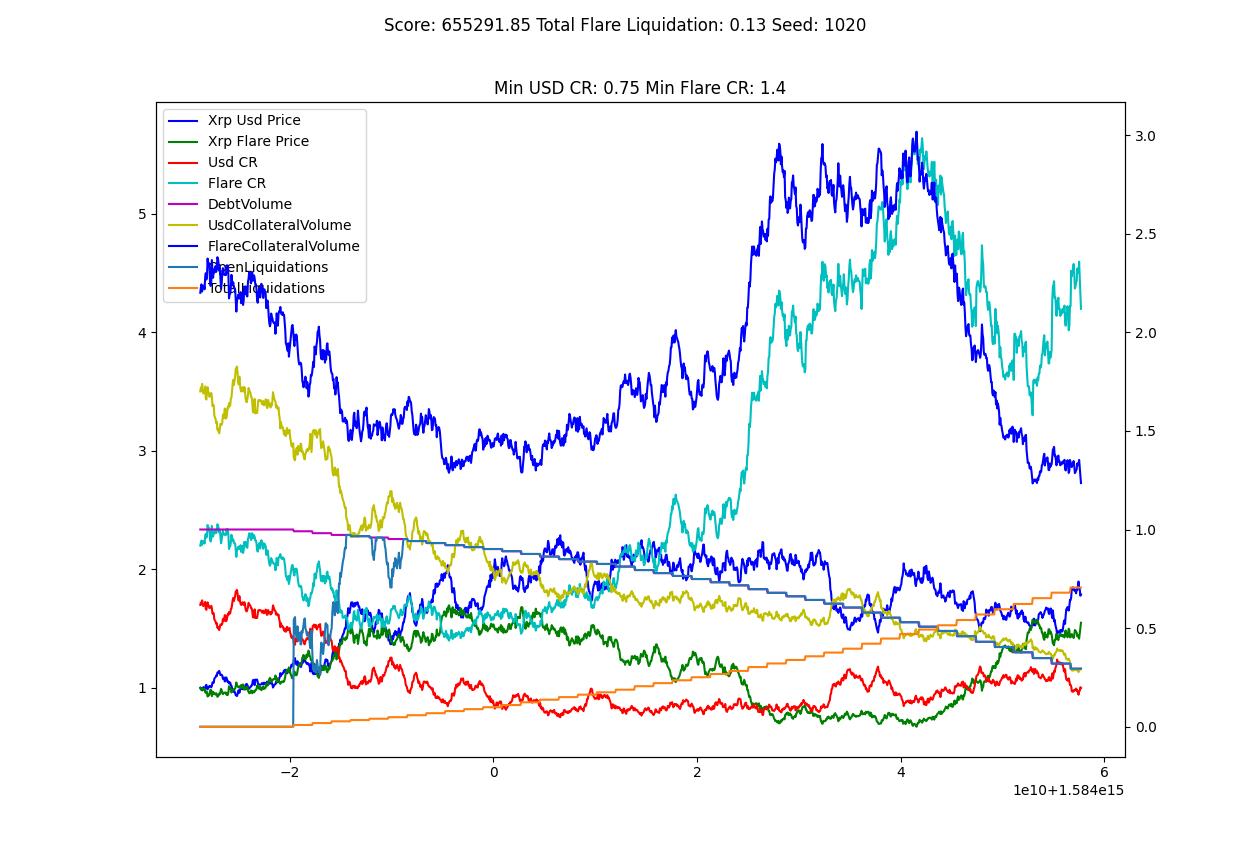 Score: 655291.85 Total Flare Liquidation: 0.13 Seed: 1020
Min USD CR: 0.75 Min Flare CR: 1.4
Xrp Usd Price
Xrp Flare Price
Usd CR
Flare CR
DebtVolume
UsdCollateralVolume
FlareCollateralVolume
OpenLiquidations
TotalLiquidations
5
4
3
2
1
3.0
2.5
2.0
1.5
1.0
0.5
0.0
−2
0
2
4
6
1e10+1.584e15